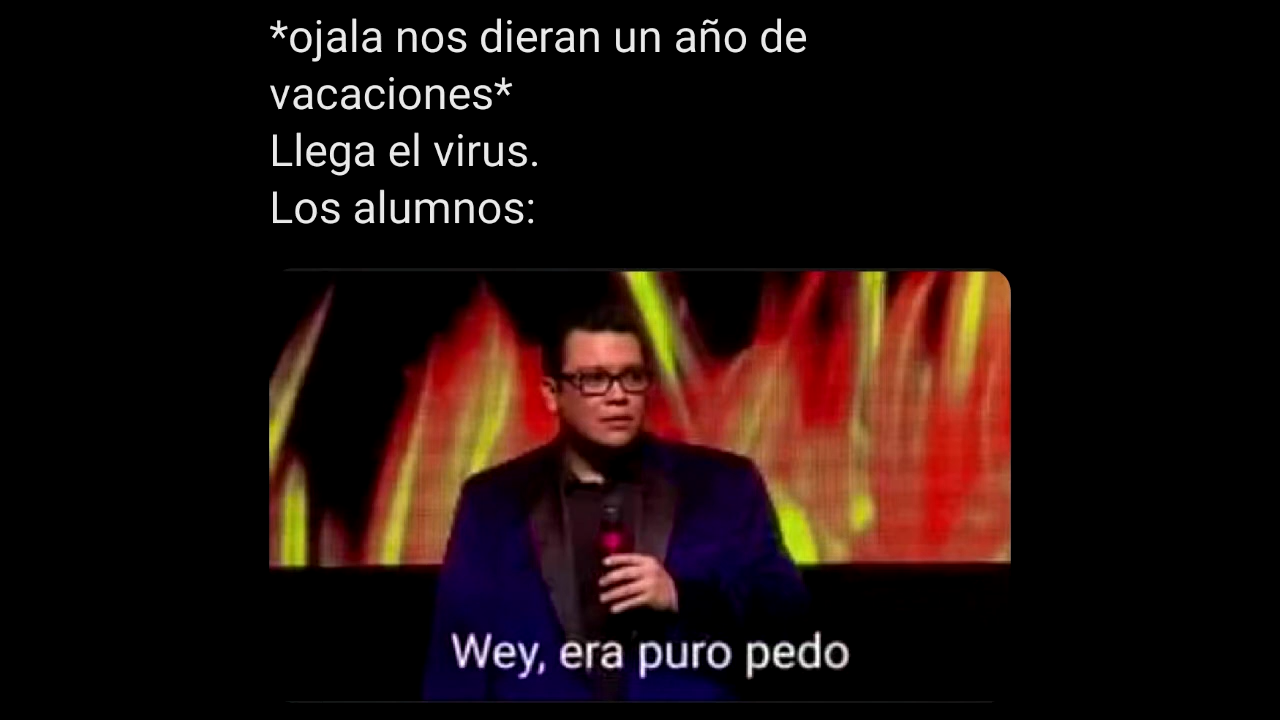 *ojala nos dieran un año de
vacaciones*
Llega el virus.
Los alumnos:
Wey, era puro pedo